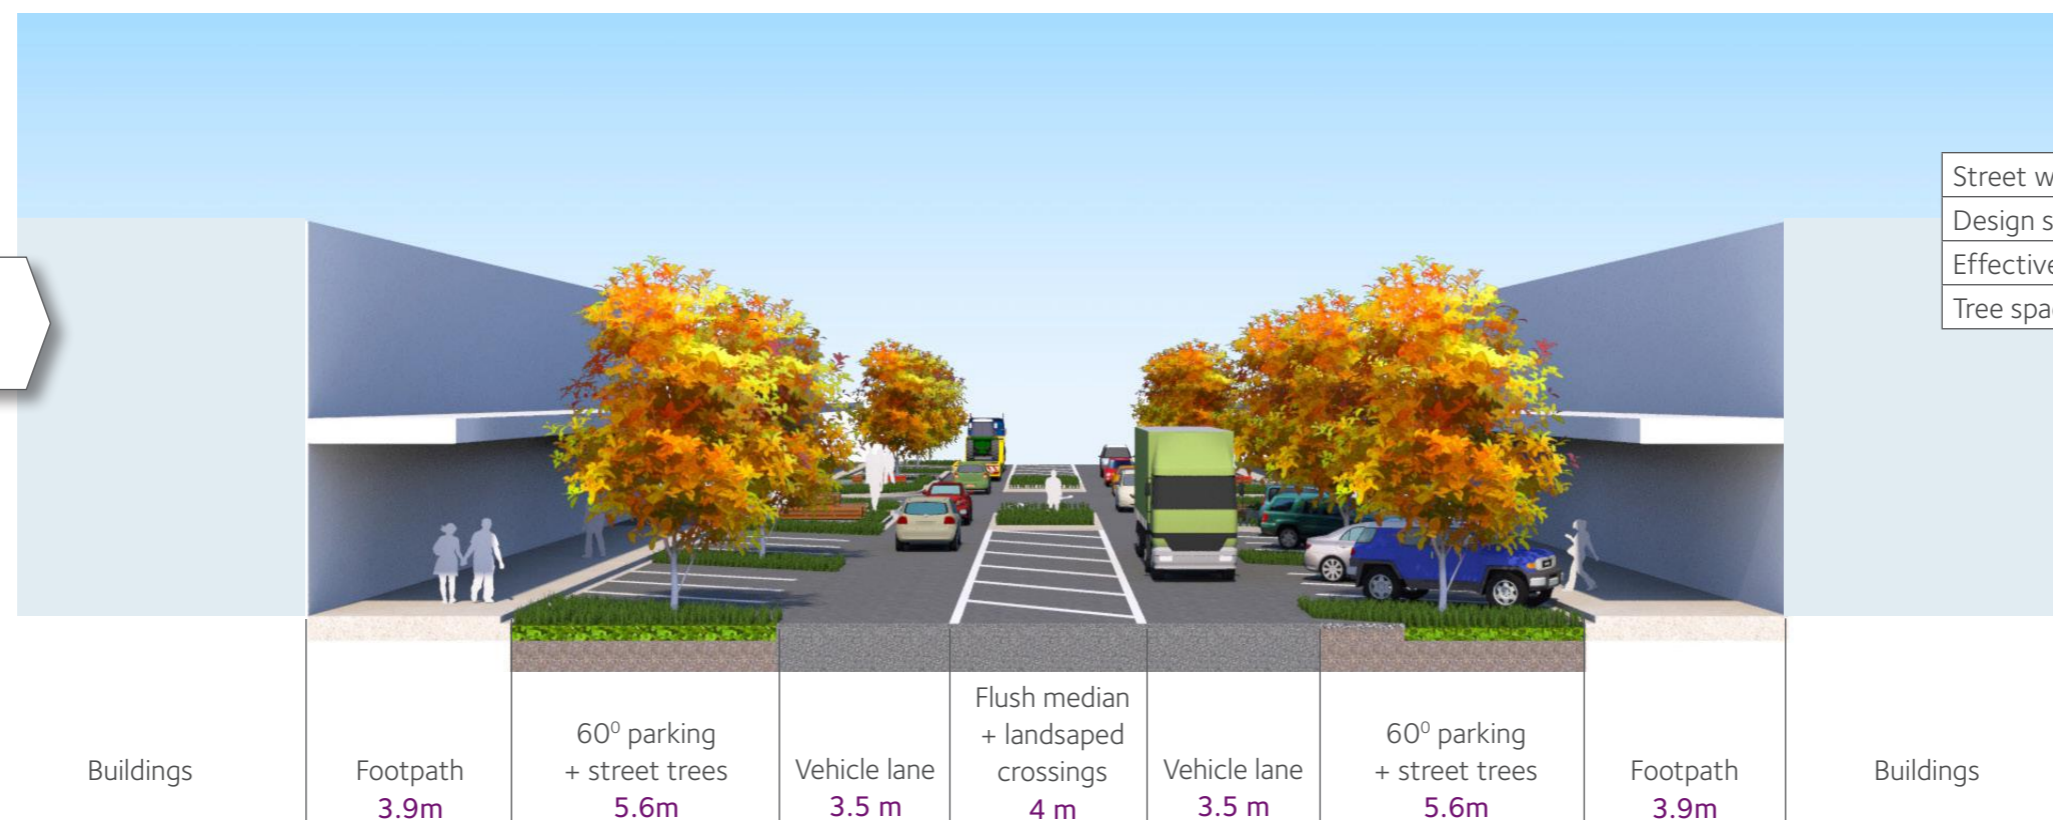 Street
Design
Effective
Tree
Buildings
Footpath
3.9m
60⁰ parking
+ street trees
5.6m
Vehicle lane
3.5 m
Flush median
+ landsaped
crossings
4 m
Vehicle lane
3.5 m
60⁰ parking
+ street trees
5.6m
Footpath
3.9m
Buildings